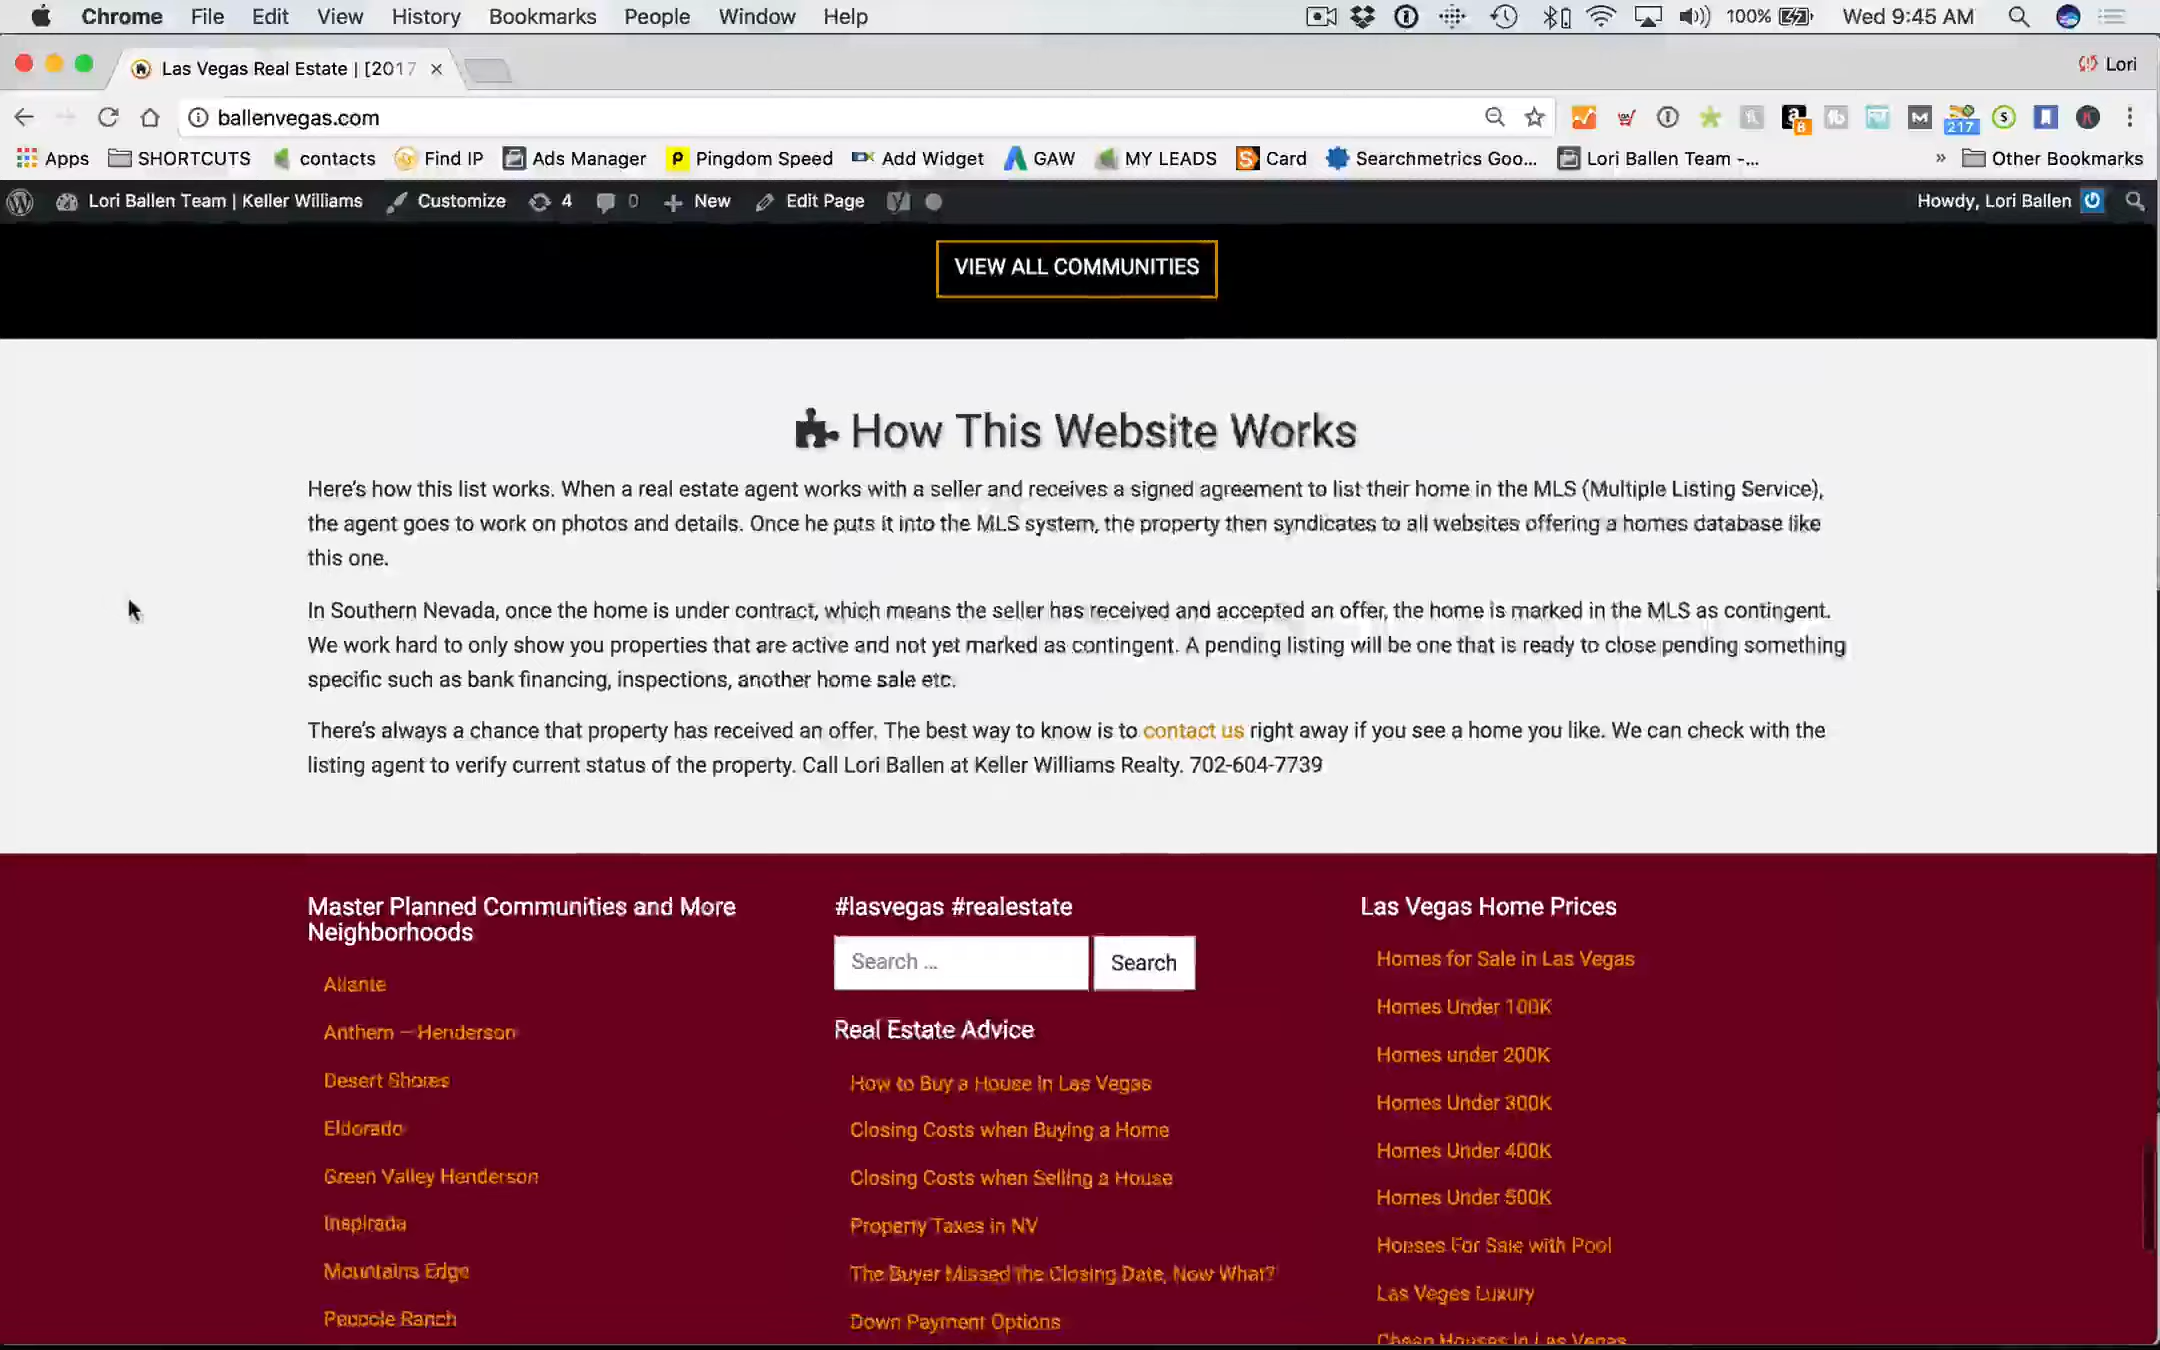 Chrome File Edit View History Bookmarks People Window Help 100% Wed 9:45 AM
Las Vegas Real Estate | [2017 Lori
ballenvegas.com 217
Apps SHORTCUTS contacts Find IP Ads Manager Pingdom Speed Add Widget GAW MY LEADS Card Searchmetrics Goo... Lori Ballen Team -... » Other Bookmarks
Lori Ballen Team | Keller Williams Customize 4 0 New Edit Page Howdy, Lori Ballen
VIEW ALL COMMUNITIES
How This Website Works
Here's how this list works. When a real estate agent works with a seller and receives a signed agreement to list their home in the MLS (Multiple Listing Service),
the agent goes to work on photos and details. Once he puts it into the MLS system, the property then syndicates to all websites offering a homes database like
this one.
In Southern Nevada, once the home is under contract, which means the seller has received and accepted an offer, the home is marked in the MLS as contingent.
We work hard to only show you properties that are active and not yet marked as contingent. A pending listing will be one that is ready to close pending something
specific such as bank financing, inspections, another home sale etc.
There's always a chance that property has received an offer. The best way to know is to contact us right away if you see a home you like. We can check with the
listing agent to verify current status of the property. Call Lori Ballen at Keller Williams Realty. 702-604-7739
Master Planned Communities and More
Neighborhoods
Aliante
Anthem – Henderson
Desert Shores
Eldorado
Green Valley Henderson
Inspirada
Mountains Edge
Peccole Ranch
#lasvegas #realestate
Search ... Search
Real Estate Advice
How to Buy a House in Las Vegas
Closing Costs when Buying a Home
Closing Costs when Selling a House
Property Taxes in NV
The Buyer Missed the Closing Date, Now What?
Down Payment Options
Las Vegas Home Prices
Homes for Sale in Las Vegas
Homes Under 100K
Homes under 200K
Homes Under 300K
Homes Under 400K
Homes Under 500K
Houses For Sale with Pool
Las Vegas Luxury
Cheap Houses in Las Vegas